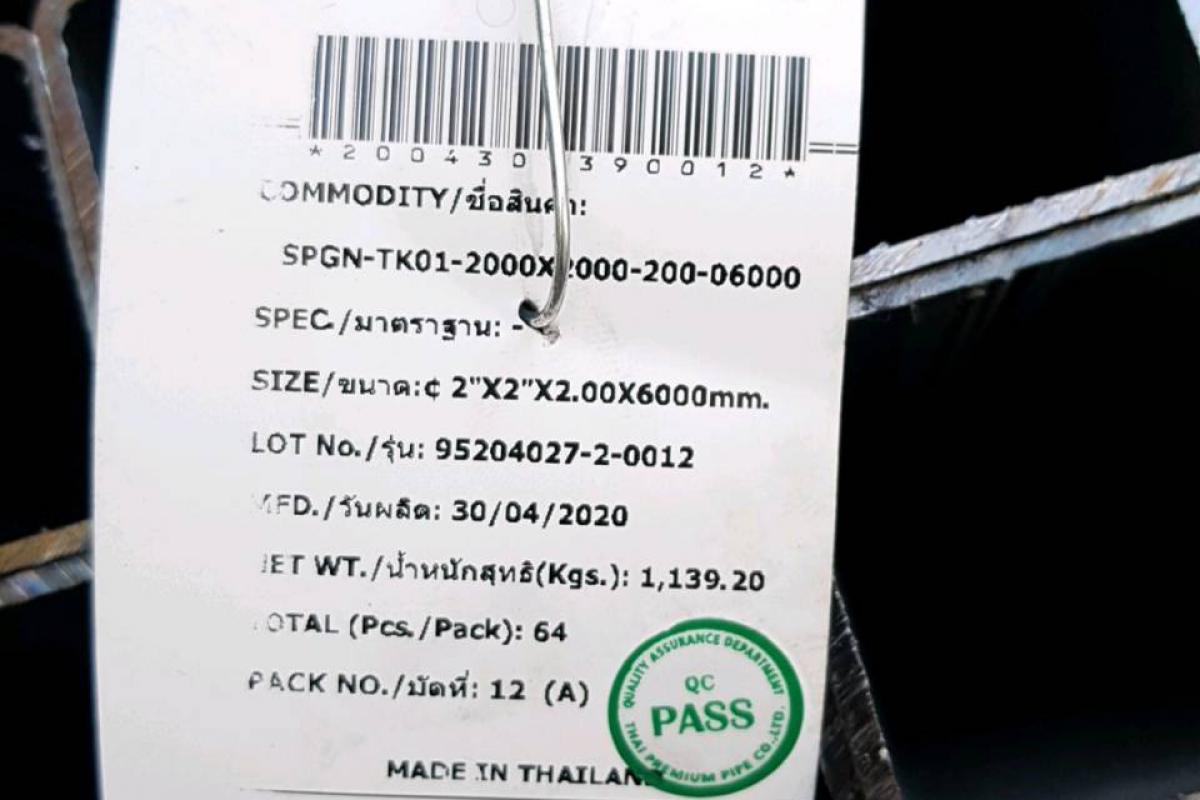 *200430 390012*
COMMODITY/ชื่อสินค้า:
SPGN-TK01-2000X2000-200-06000
SPEC./มาตราฐาน: -
SIZE/ขนาด:¢ 2"X2"X2.00X6000mm.
LOT No./รุ่น: 95204027-2-0012
MFD./วันผลิต: 30/04/2020
NET WT./น้ำหนักสุทธิ(Kgs.): 1,139.20
TOTAL (Pcs./Pack): 64
PACK NO./มัดที่: 12 (A)
QUALITY ASSURANCE DEPARTMENT
QC
PASS
THAI PREMIUM PIPE CO.,LTD.
MADE IN THAILAND